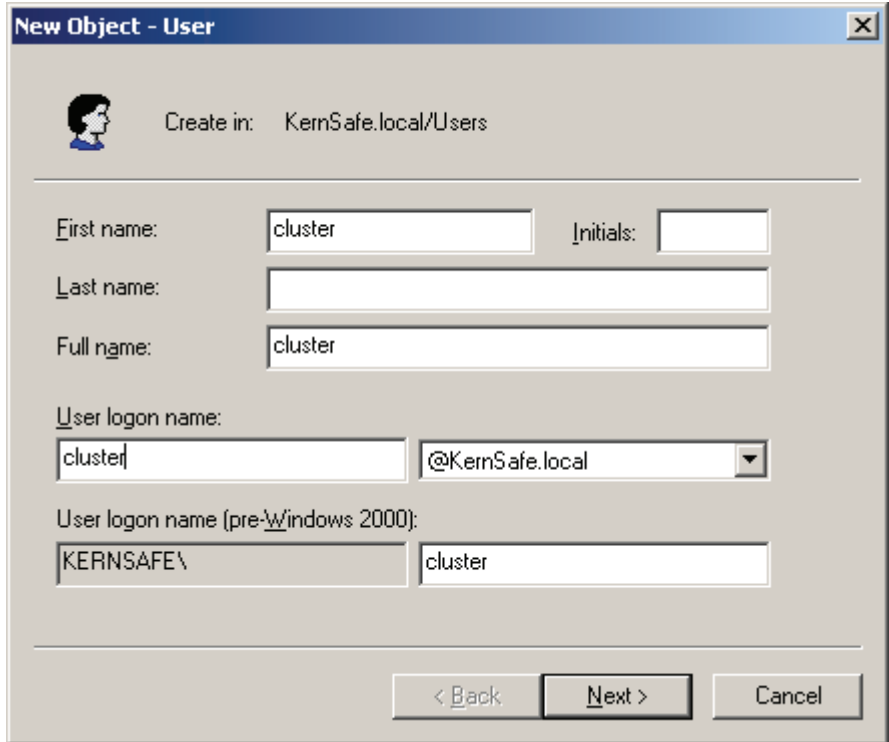 New Object - User
Create in: KernSafe.local/Users
First name: cluster Initials:
Last name:
Full name: cluster
User logon name:
cluster @KernSafe.local
User logon name (pre-Windows 2000):
KERNSAFE\ cluster
< Back Next > Cancel